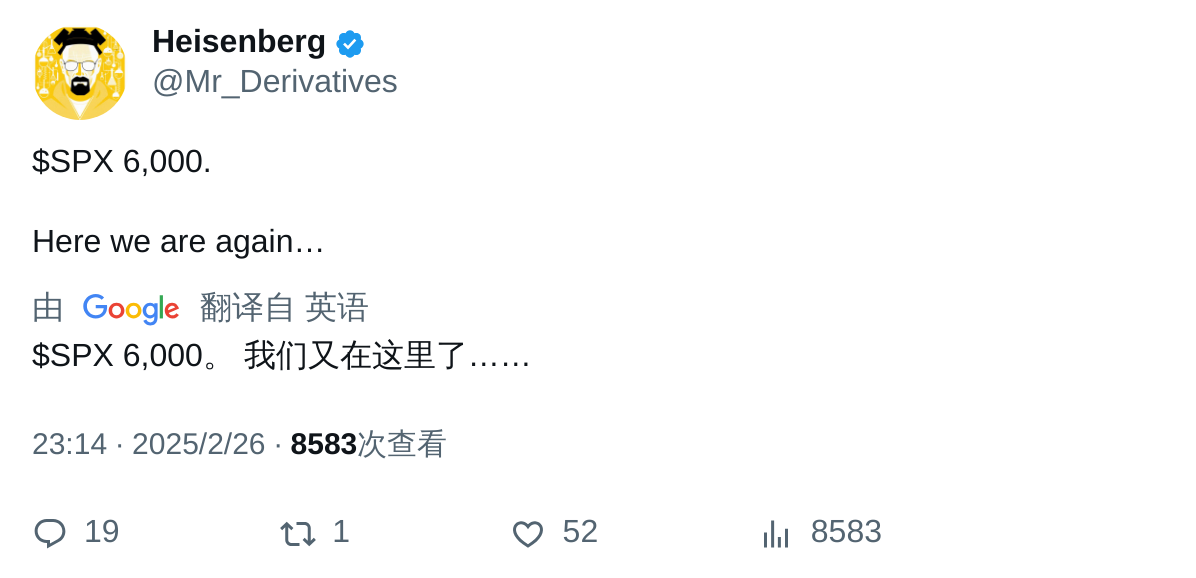 Heisenberg
@Mr_Derivatives
$SPX 6,000.
Here we are again…
由 Google 翻译自 英语
$SPX 6,000。 我们又在这里了……
23:14 · 2025/2/26 · 8583次查看
19 1 52 8583